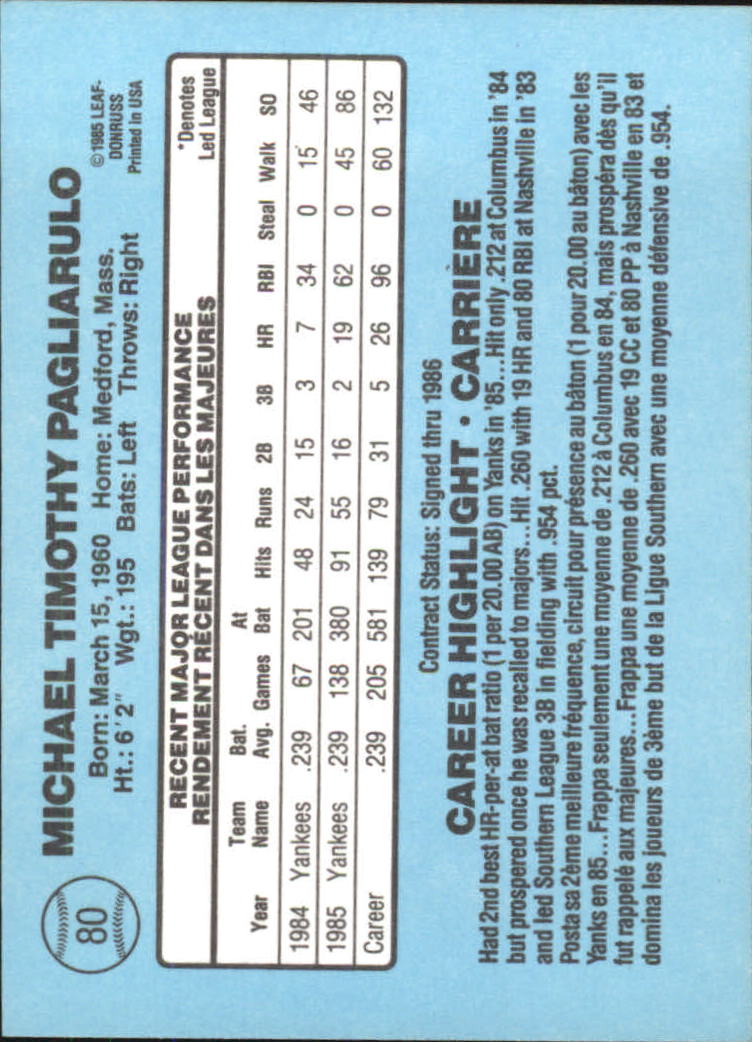 80
MICHAEL TIMOTHY PAGLIARULO
Born: March 15, 1960 Home: Medford, Mass.
Ht.: 6'2" Wgt.: 195 Bats: Left Throws: Right
©1985 LEAF-
DONRUSS
Printed in USA
RECENT MAJOR LEAGUE PERFORMANCE
RENDEMENT RÉCENT DANS LES MAJEURES
*Denotes
Led League
Team Bat. At
Year Name Avg. Games Bat Hits Runs 2B 3B HR RBI Steal Walk SO
1984 Yankees .239 67 201 48 24 15 3 7 34 0 15 46
1985 Yankees .239 138 380 91 55 16 2 19 62 0 45 86
Career .239 205 581 139 79 31 5 26 96 0 60 132
Contract Status: Signed thru 1986
CAREER HIGHLIGHT • CARRIÈRE
Had 2nd best HR-per-at bat ratio (1 per 20.00 AB) on Yanks in '85...Hit only .212 at Columbus in '84
but prospered once he was recalled to majors...Hit .260 with 19 HR and 80 RBI at Nashville in '83
and led Southern League 3B in fielding with .954 pct.
Posta sa 2ème meilleure fréquence, circuit pour présence au bâton (1 pour 20.00 au bâton) avec les
Yanks en 85...Frappa seulement une moyenne de .212 à Columbus en 84, mais prospéra dès qu'il
fut rappelé aux majeures...Frappa une moyenne de .260 avec 19 CC et 80 PP à Nashville en 83 et
domina les joueurs de 3ème but de la Ligue Southern avec une moyenne défensive de .954.